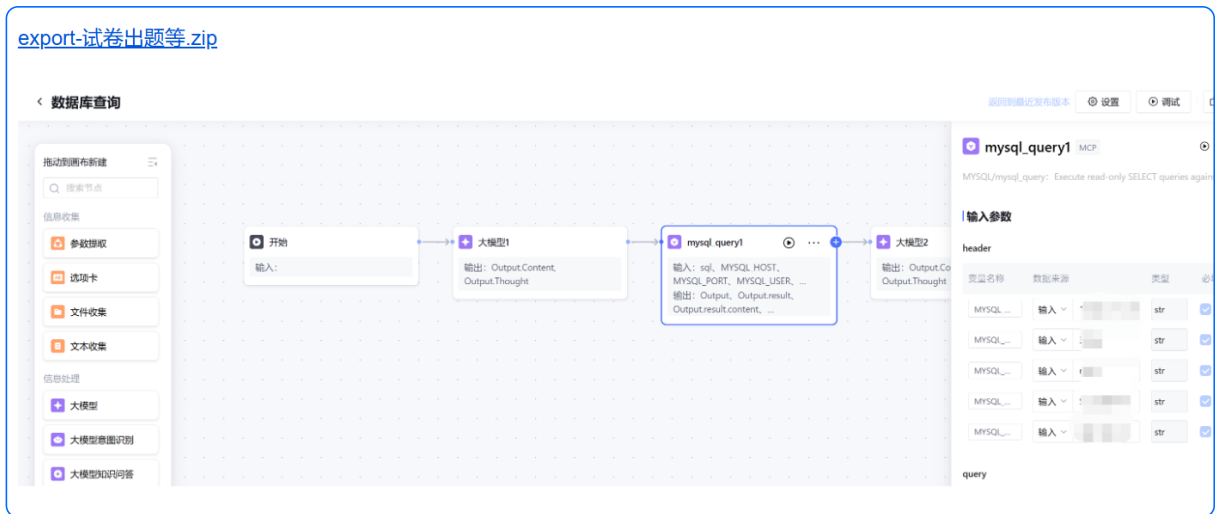 export-试卷出题等.zip
数据库查询
返回到最近发布版本
设置
调试
拖动到画布新建
搜索节点
信息收集
参数提取
选项卡
文件收集
文本收集
信息处理
大模型
大模型意图识别
大模型知识问答
开始
输入:
大模型1
输出: Output.Content,
Output.Thought
mysql_query1
输入: sql、MYSQL_HOST、
MYSQL_PORT、MYSQL_USER、...
输出: Output、Output.result、
Output.result.content、...
大模型2
输出: Output.Co
Output.Thought
mysql_query1 MCP
MYSQL/mysql_query: Execute read-only SELECT queries again
输入参数
header
变量名称 数据来源 类型 必
MYSQL_... 输入 str
MYSQL_... 输入 str
MYSQL_... 输入 str
MYSQL_... 输入 str
MYSQL_... 输入 str
query